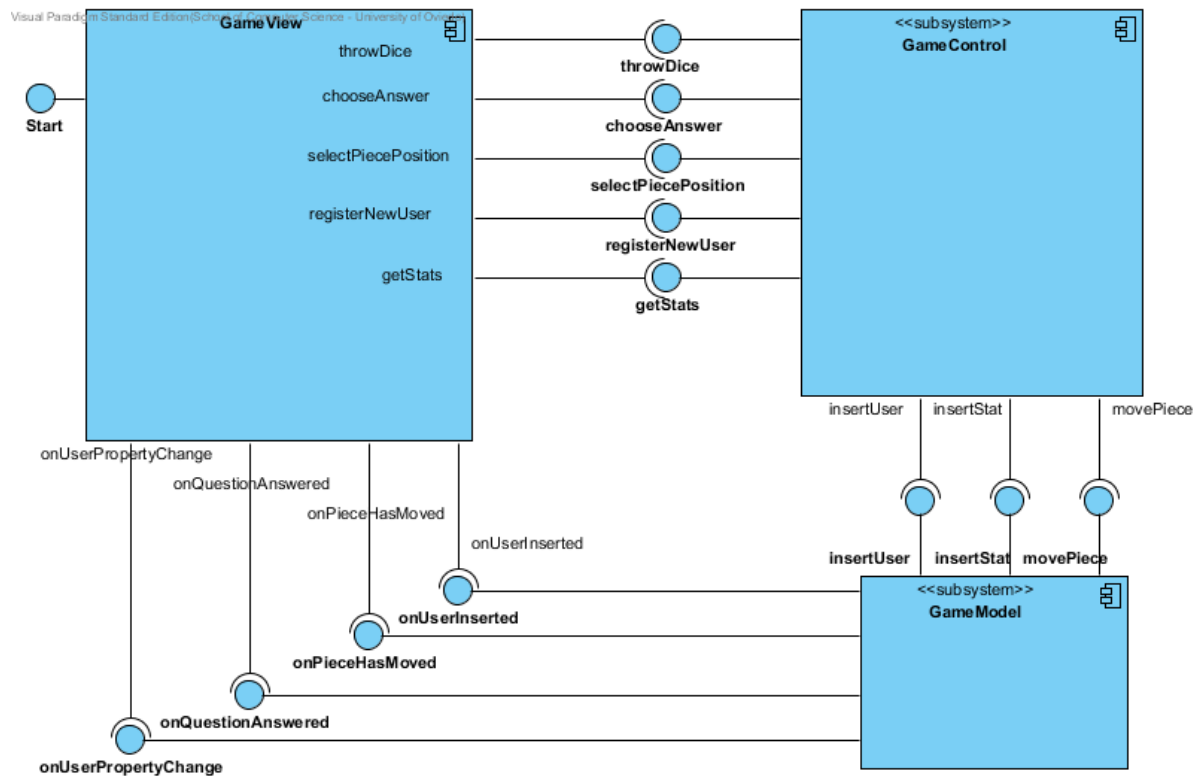 Visual Paradigm Standard Edition(School of Computer Science - University of Oviedo)
GameView
<<subsystem>>
GameControl
throwDice
throwDice
chooseAnswer
chooseAnswer
Start
selectPiecePosition
selectPiecePosition
registerNewUser
registerNewUser
getStats
getStats
insertUser
insertStat
movePiece
onUserPropertyChange
onQuestionAnswered
onPieceHasMoved
onUserInserted
insertUser
insertStat
movePiece
<<subsystem>>
GameModel
onUserInserted
onPieceHasMoved
onQuestionAnswered
onUserPropertyChange